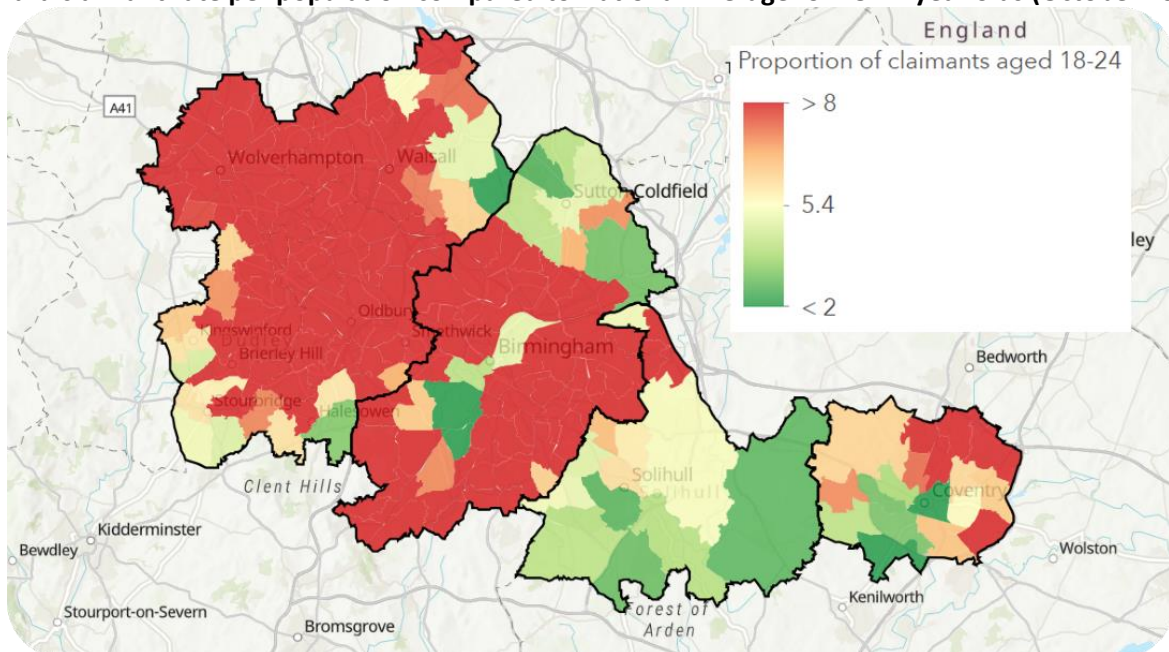 England
Proportion of claimants aged 18-24
> 8
5.4
< 2
A41
Wolverhampton
Walsall
Sutton Coldfield
ley
Oldbury
Kingswinford
Smethwick
Dudley
Brierley Hill
Birmingham
Bedworth
Stourbridge
Halesowen
Clent Hills
Solihull
Solihull
Coventry
Kidderminster
Bewdley
Wolston
Kenilworth
Stourport-on-Severn
Forest of
Arden
Bromsgrove